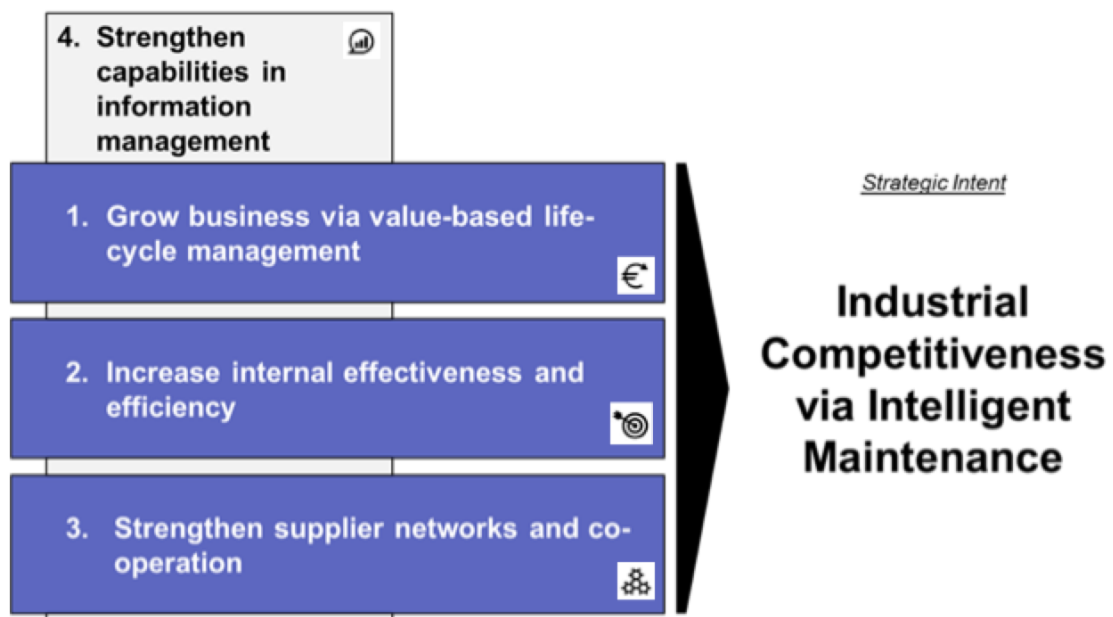 4. Strengthen
capabilities in
information
management
1. Grow business via value-based life-
cycle management
2. Increase internal effectiveness and
efficiency
3. Strengthen supplier networks and co-
operation
Strategic Intent
Industrial
Competitiveness
via Intelligent
Maintenance